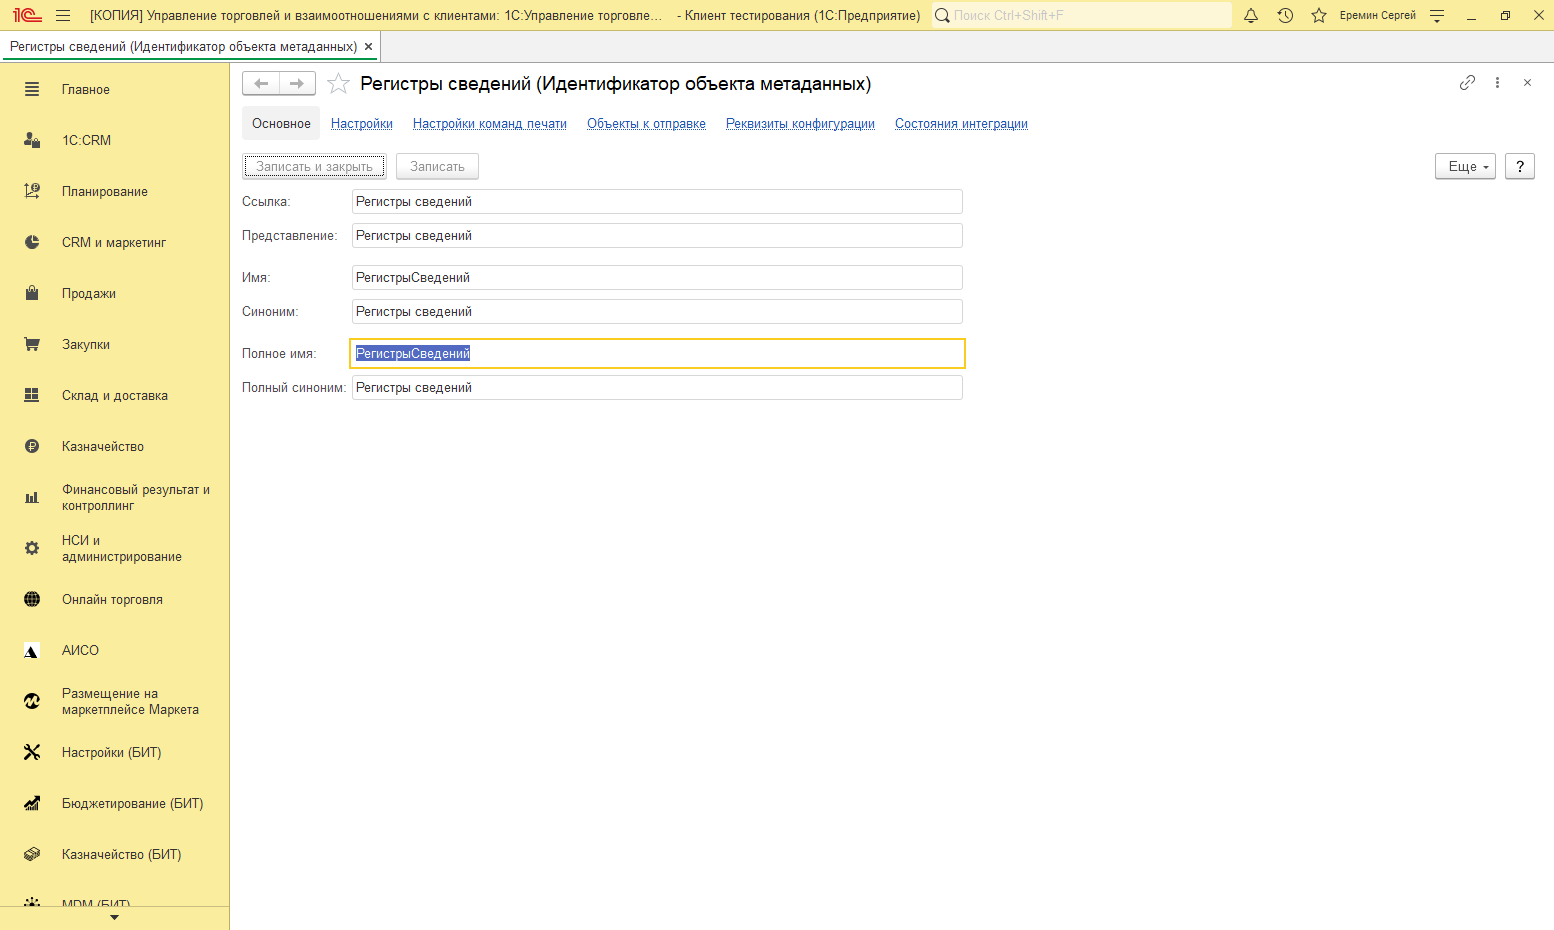 [КОПИЯ] Управление торговлей и взаимоотношениями с клиентами: 1С:Управление торговле... - Клиент тестирования (1С:Предприятие)
Поиск Ctrl+Shift+F
Еремин Сергей
Регистры сведений (Идентификатор объекта метаданных)
Главное
1С:CRM
Планирование
CRM и маркетинг
Продажи
Закупки
Склад и доставка
Казначейство
Финансовый результат и
контроллинг
НСИ и
администрирование
Онлайн торговля
АИСО
Размещение на
маркетплейсе Маркета
Настройки (БИТ)
Бюджетирование (БИТ)
Казначейство (БИТ)
MDM (БИТ)
Регистры сведений (Идентификатор объекта метаданных)
Основное Настройки Настройки команд печати Объекты к отправке Реквизиты конфигурации Состояния интеграции
Записать и закрыть Записать Еще ?
Ссылка: Регистры сведений
Представление: Регистры сведений
Имя: РегистрыСведений
Синоним: Регистры сведений
Полное имя: РегистрыСведений
Полный синоним: Регистры сведений